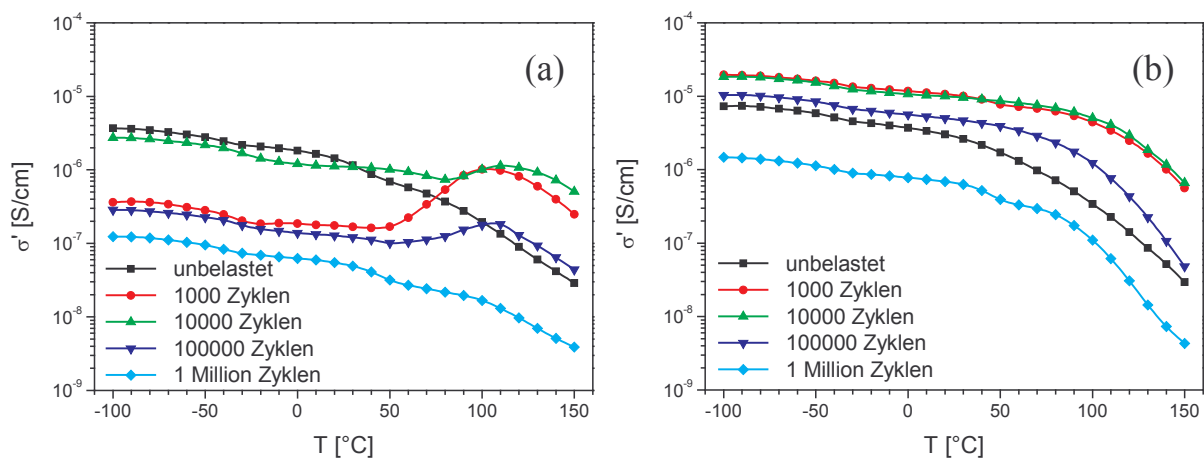 (a)
σ' [S/cm]
10⁻⁴
10⁻⁵
10⁻⁶
10⁻⁷
10⁻⁸
10⁻⁹
unbelastet
1000 Zyklen
10000 Zyklen
100000 Zyklen
1 Million Zyklen
-100 -50 0 50 100 150
T [°C]
(b)
σ' [S/cm]
10⁻⁴
10⁻⁵
10⁻⁶
10⁻⁷
10⁻⁸
10⁻⁹
unbelastet
1000 Zyklen
10000 Zyklen
100000 Zyklen
1 Million Zyklen
-100 -50 0 50 100 150
T [°C]